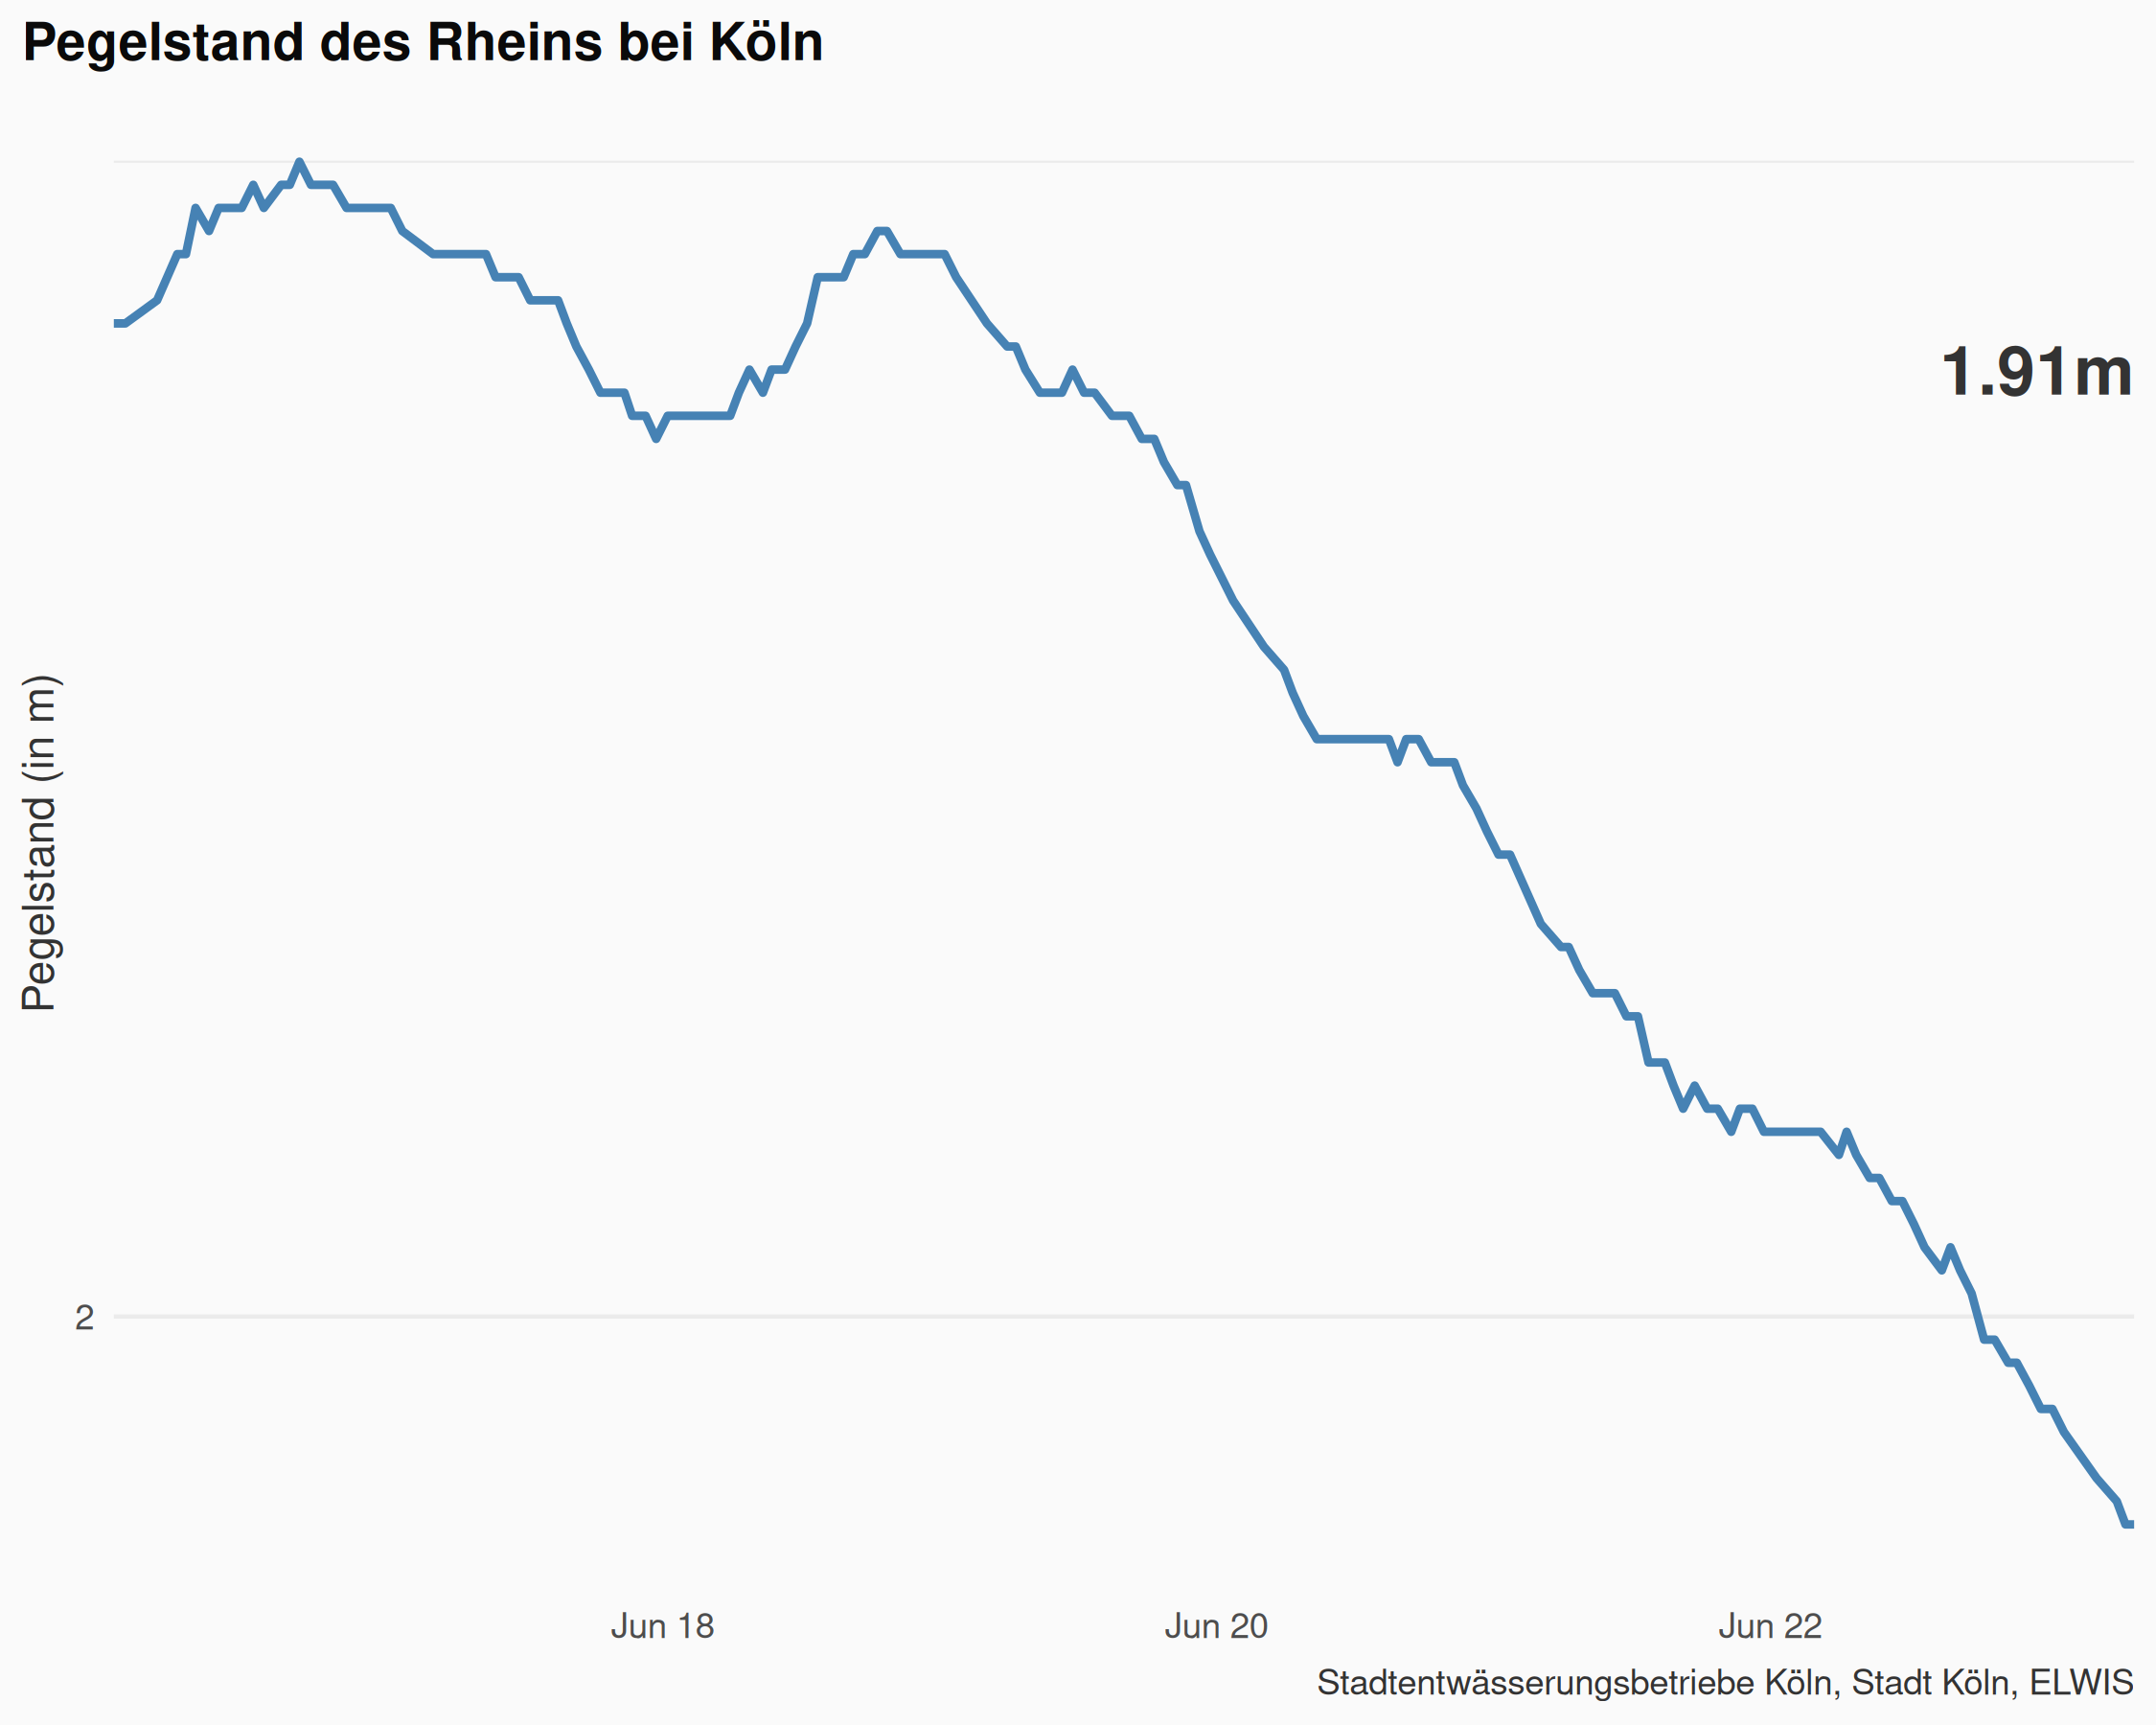 Pegelstand des Rheins bei Köln
1.91m
Pegelstand (in m)
2
Jun 18
Jun 20
Jun 22
Stadtentwässerungsbetriebe Köln, Stadt Köln, ELWIS